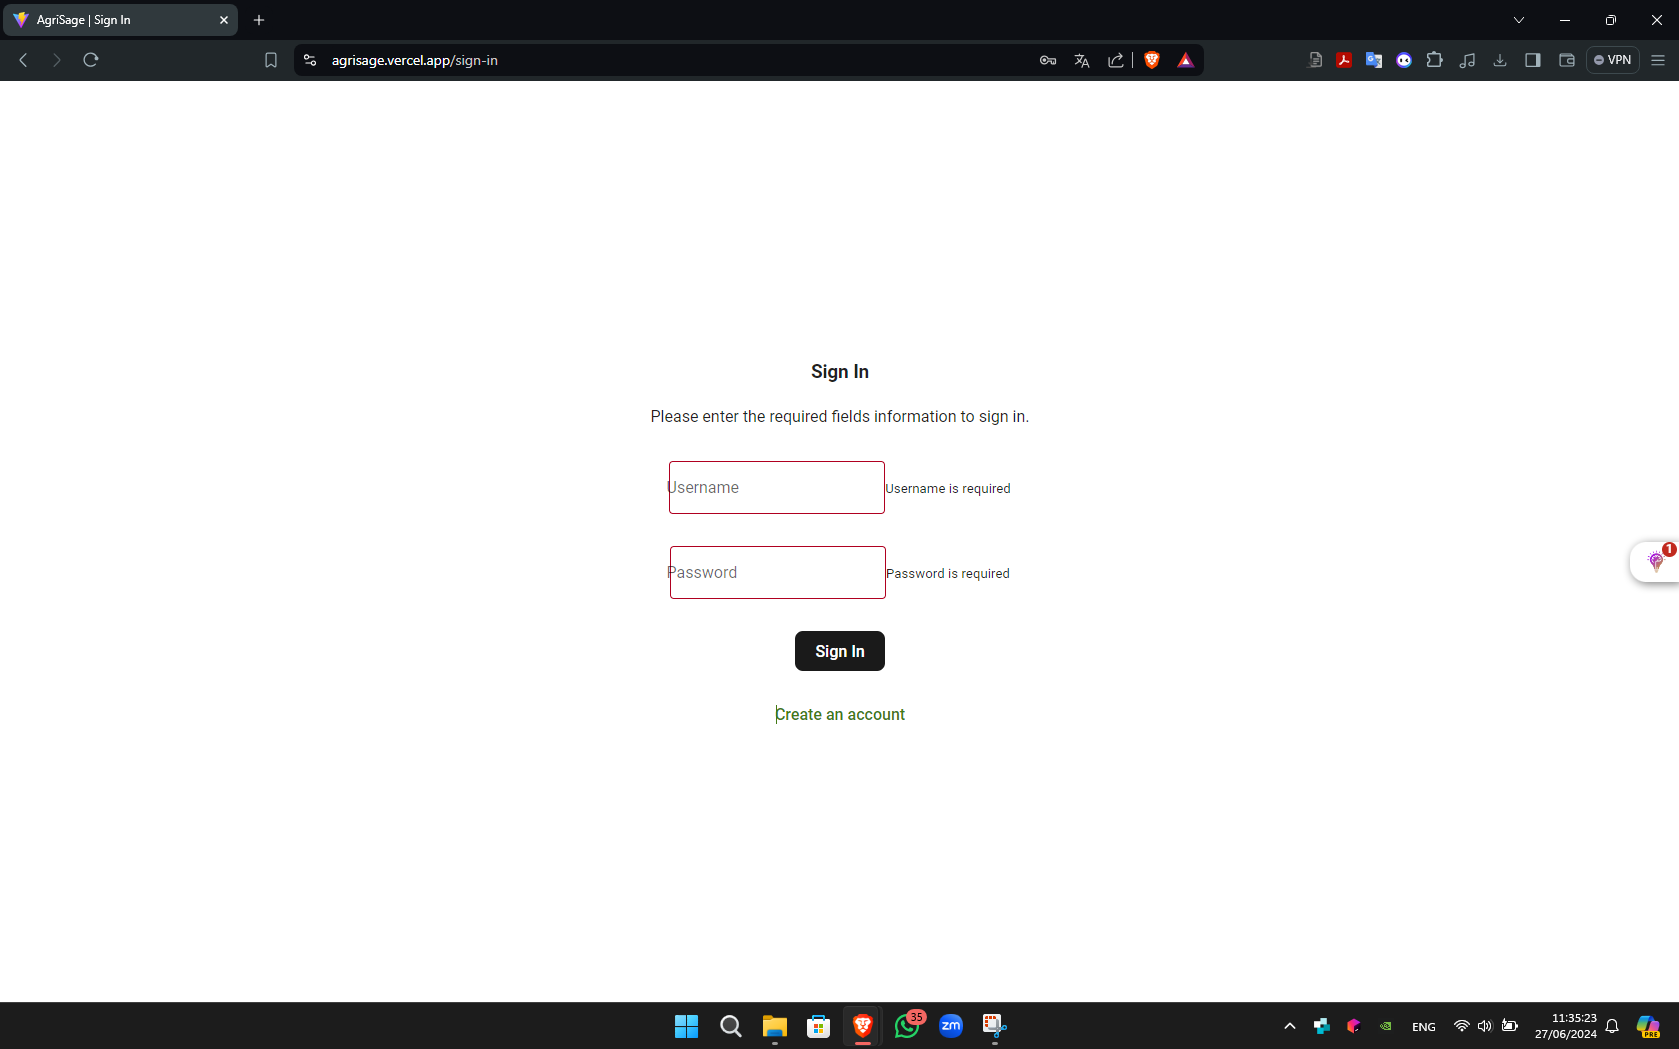 AgriSage | Sign In
agrisage.vercel.app/sign-in
VPN
Sign In
Please enter the required fields information to sign in.
Username
Username is required
Password
Password is required
1
Sign In
Create an account
35
zm
ENG
11:35:23
27/06/2024
PRE